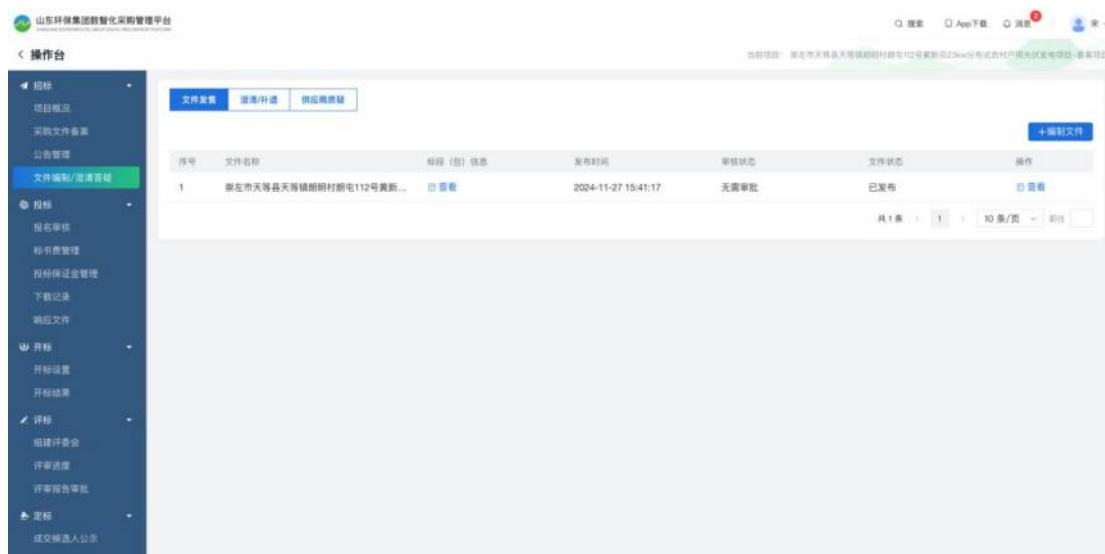 山东环保集团数智化采购管理平台
搜索 App下载 消息 2 宋
操作台
当前项目:
招标
项目概况
采购文件备案
公告管理
文件编制/澄清答疑
投标
报名审核
标书费管理
投标保证金管理
下载记录
响应文件
开标
开标设置
开标结果
评标
组建评委会
评审进度
评审报告审批
定标
成交候选人公示
文件发售 澄清/补遗 供应商质疑
+编制文件
序号 文件名称 标段（包）信息 发布时间 审核状态 文件状态 操作
1 崇左市天等县天等镇朗明村朗屯112号黄新... 查看 2024-11-27 15:41:17 无需审批 已发布 查看
共 1 条 1 10 条/页 前往